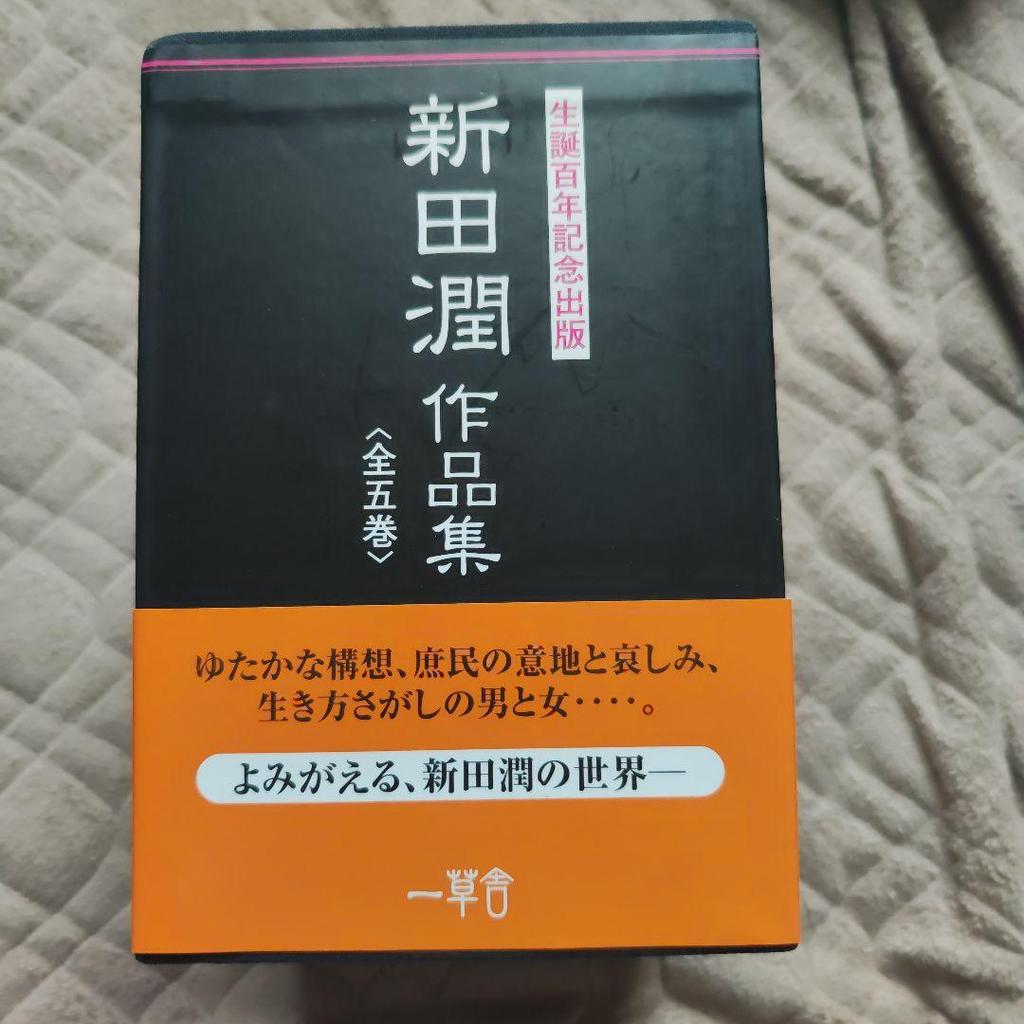 生誕百年記念出版
新田潤 作品集
〈全五巻〉
ゆたかな構想、庶民の意地と哀しみ、
生き方さがしの男と女‥‥。
よみがえる、新田潤の世界―
一草舎